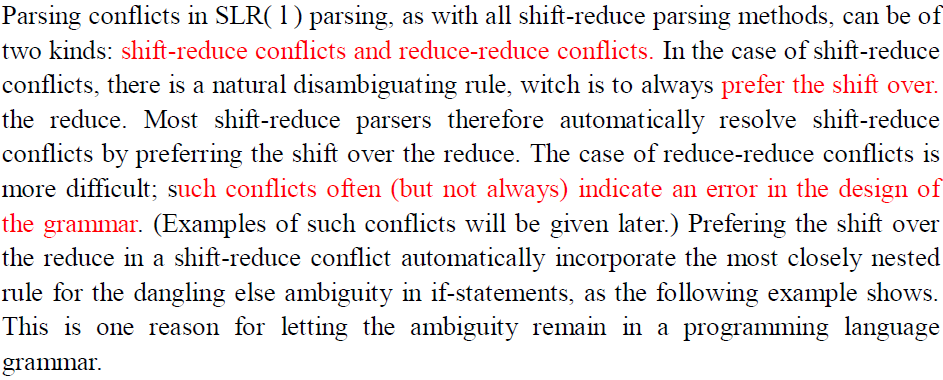 Parsing conflicts in SLR( 1 ) parsing, as with all shift-reduce parsing methods, can be of
two kinds: shift-reduce conflicts and reduce-reduce conflicts. In the case of shift-reduce
conflicts, there is a natural disambiguating rule, witch is to always prefer the shift over.
the reduce. Most shift-reduce parsers therefore automatically resolve shift-reduce
conflicts by preferring the shift over the reduce. The case of reduce-reduce conflicts is
more difficult; such conflicts often (but not always) indicate an error in the design of
the grammar. (Examples of such conflicts will be given later.) Prefering the shift over
the reduce in a shift-reduce conflict automatically incorporate the most closely nested
rule for the dangling else ambiguity in if-statements, as the following example shows.
This is one reason for letting the ambiguity remain in a programming language
grammar.